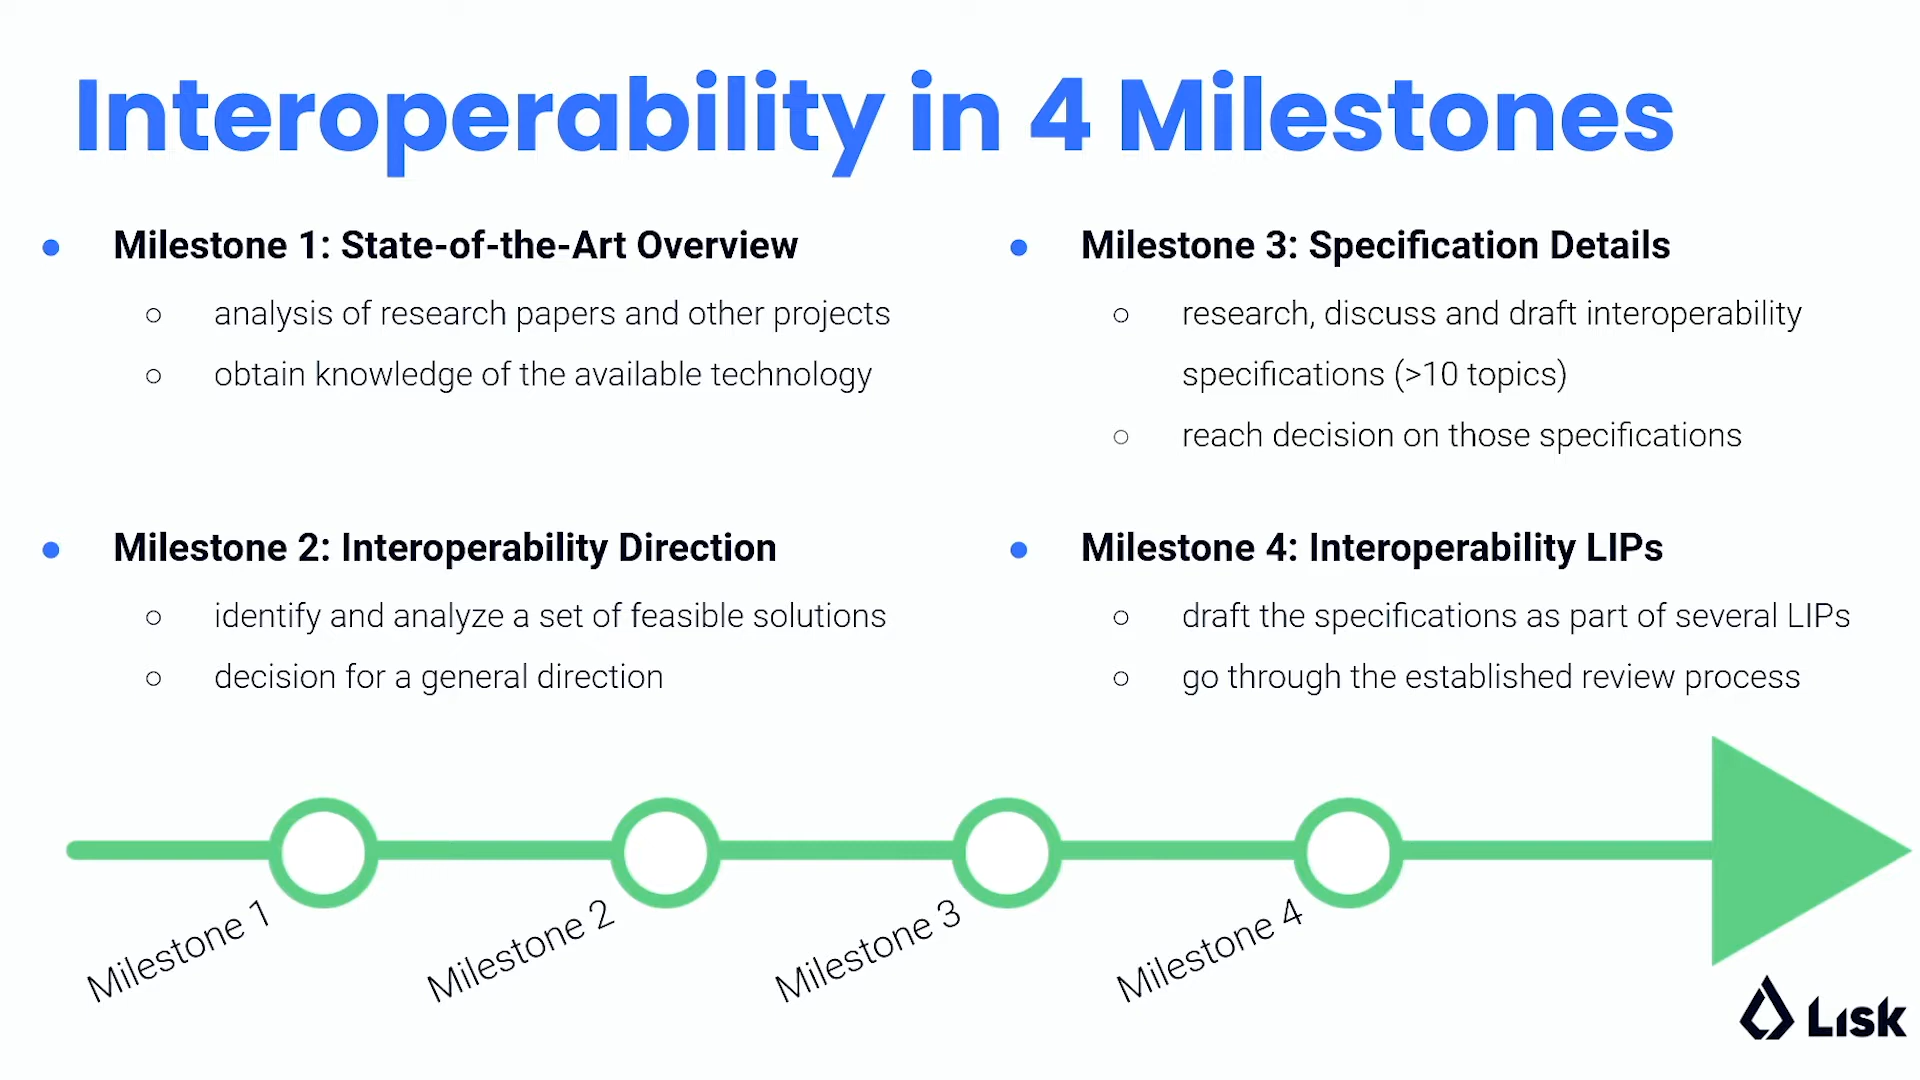 Interoperability in 4 Milestones
Milestone 1: State-of-the-Art Overview
analysis of research papers and other projects
obtain knowledge of the available technology
Milestone 2: Interoperability Direction
identify and analyze a set of feasible solutions
decision for a general direction
Milestone 3: Specification Details
research, discuss and draft interoperability
specifications (>10 topics)
reach decision on those specifications
Milestone 4: Interoperability LIPs
draft the specifications as part of several LIPs
go through the established review process
Milestone 1
Milestone 2
Milestone 3
Milestone 4
Lisk